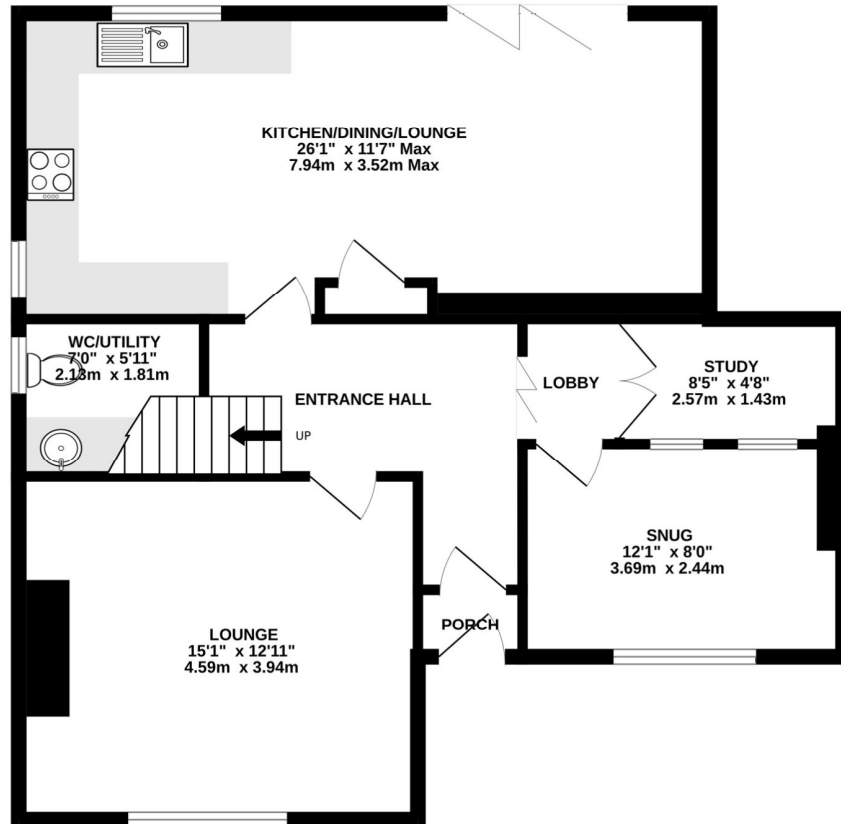 KITCHEN/DINING/LOUNGE
26'1" x 11'7" Max
7.94m x 3.52m Max
WC/UTILITY
7'0" x 5'11"
2.13m x 1.81m
ENTRANCE HALL
UP
LOBBY
STUDY
8'5" x 4'8"
2.57m x 1.43m
SNUG
12'1" x 8'0"
3.69m x 2.44m
PORCH
LOUNGE
15'1" x 12'11"
4.59m x 3.94m